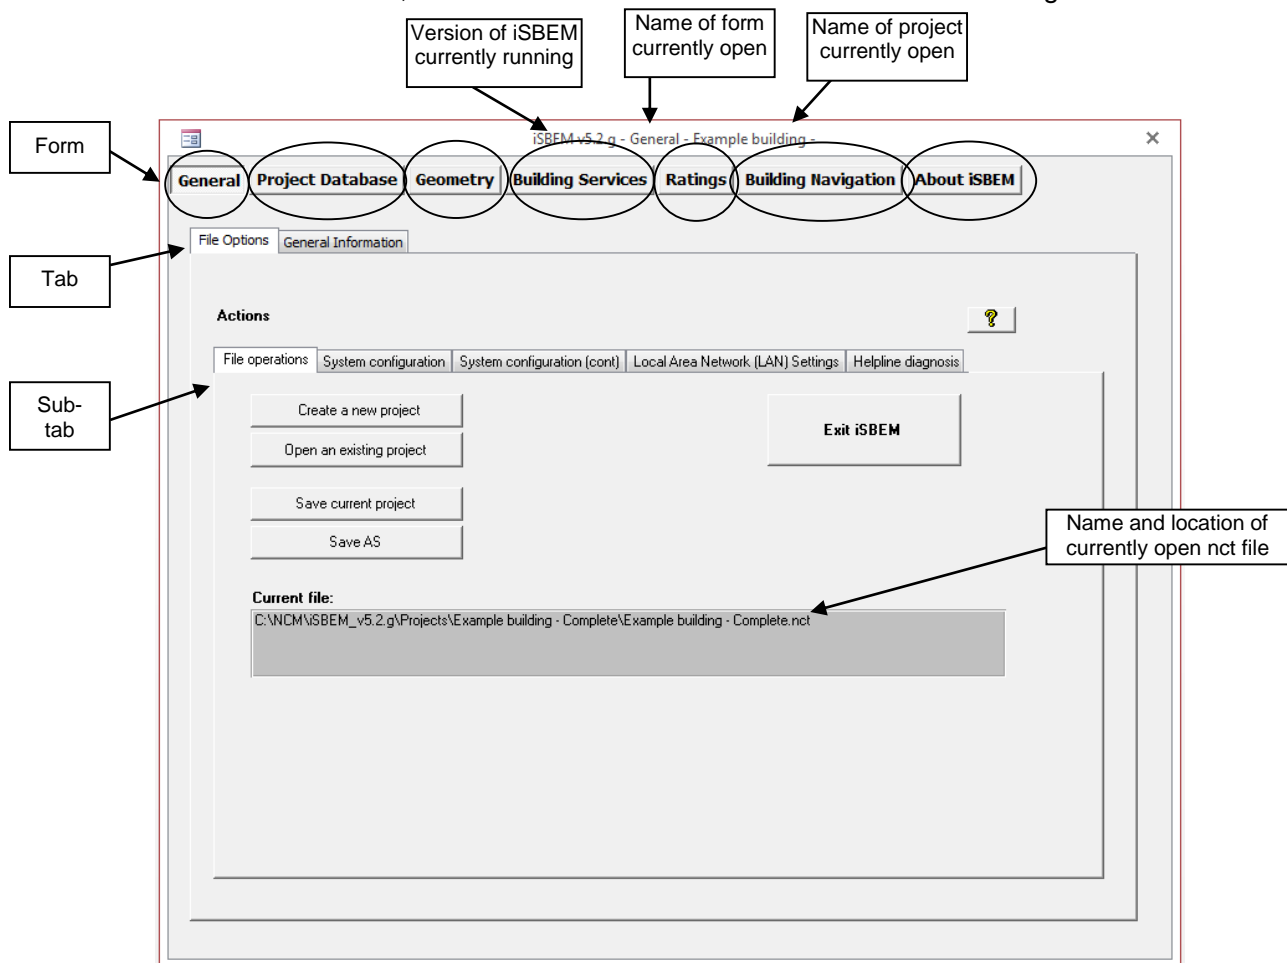 Version of iSBEM
currently running
Name of form
currently open
Name of project
currently open
Form
iSBEM v5.2.g - General - Example building -
General Project Database Geometry Building Services Ratings Building Navigation About iSBEM
File Options General Information
Tab
Actions
?
File operations System configuration System configuration (cont) Local Area Network (LAN) Settings Helpline diagnosis
Sub-
tab
Create a new project
Exit iSBEM
Open an existing project
Save current project
Save AS
Name and location of
currently open nct file
Current file:
C:\NCM\iSBEM_v5.2.g\Projects\Example building - Complete\Example building - Complete.nct